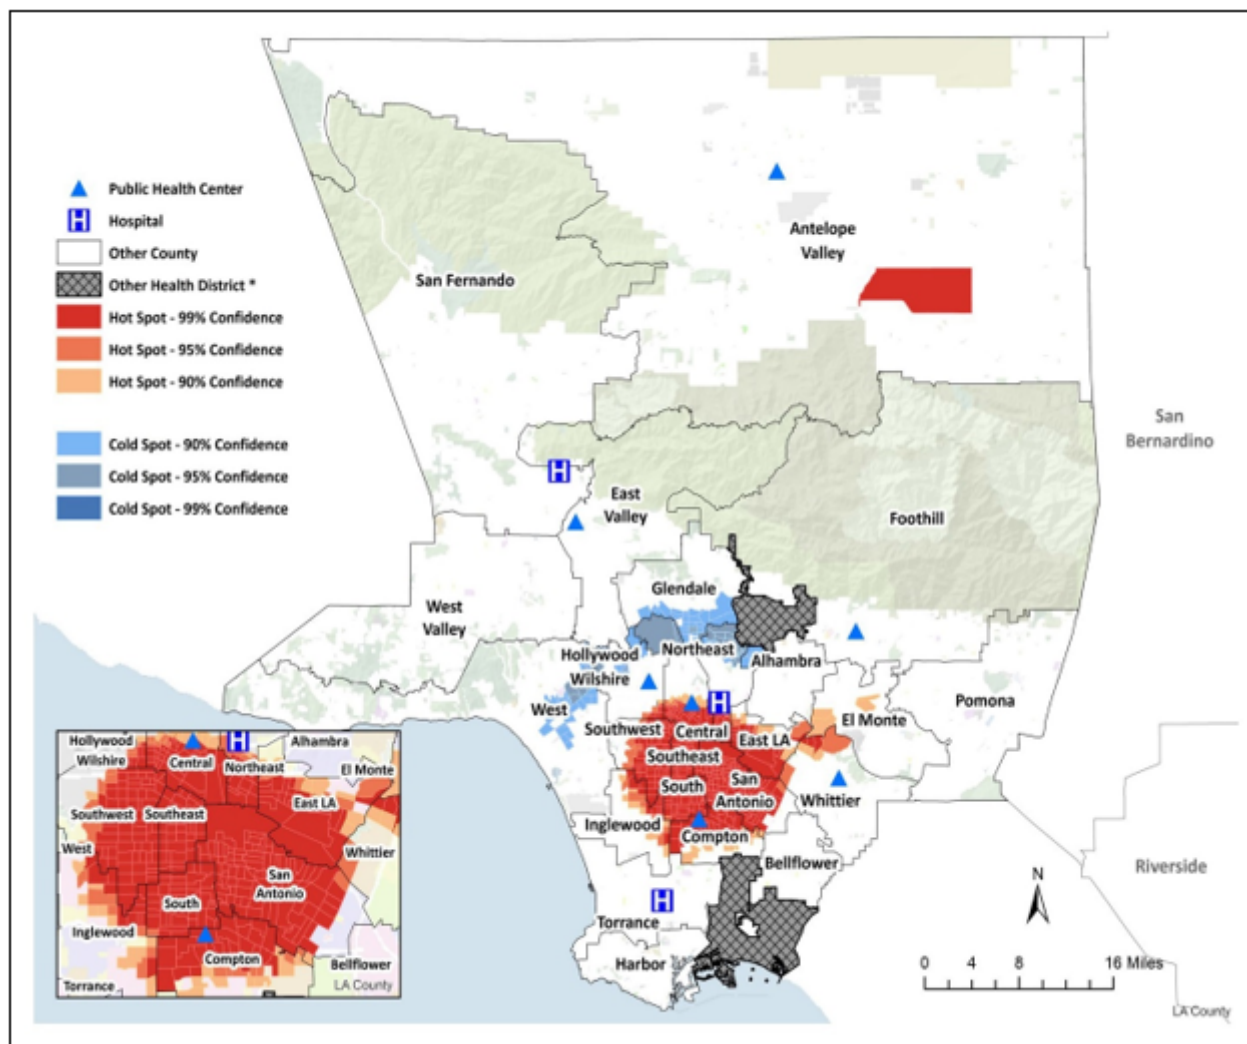 Public Health Center
Hospital
Other County
Other Health District *
Hot Spot - 99% Confidence
Hot Spot - 95% Confidence
Hot Spot - 90% Confidence
Cold Spot - 90% Confidence
Cold Spot - 95% Confidence
Cold Spot - 99% Confidence
Antelope
Valley
San Fernando
San
Bernardino
H
East
Valley
Foothill
Glendale
West
Valley
Northeast
Hollywood
Wilshire
Alhambra
Pomona
West
H
El Monte
Southwest
Central
East LA
Southeast
South
San
Antonio
Whittier
Inglewood
Compton
Bellflower
Riverside
H
Torrance
Harbor
N
0 4 8 16 Miles
LA County
Hollywood
Wilshire
H
Alhambra
Central
Northeast
El Monte
East LA
Southwest
Southeast
West
Whittier
San
Antonio
South
Inglewood
Compton
Bellflower
LA County
Torrance